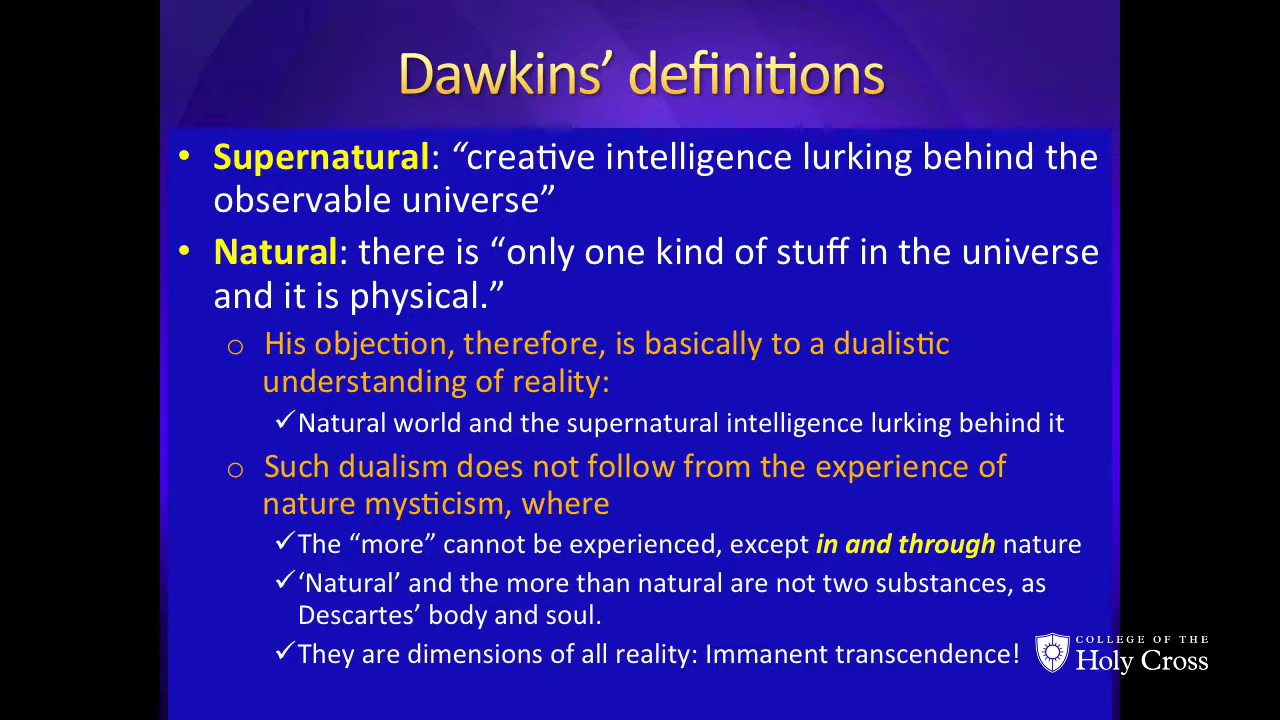 Dawkins’ definitions
• Supernatural: “creative intelligence lurking behind the
observable universe”
• Natural: there is “only one kind of stuff in the universe
and it is physical.”
o His objection, therefore, is basically to a dualistic
understanding of reality:
✓Natural world and the supernatural intelligence lurking behind it
o Such dualism does not follow from the experience of
nature mysticism, where
✓The “more” cannot be experienced, except in and through nature
✓‘Natural’ and the more than natural are not two substances, as
Descartes’ body and soul.
✓They are dimensions of all reality: Immanent transcendence!
COLLEGE OF THE
Holy Cross